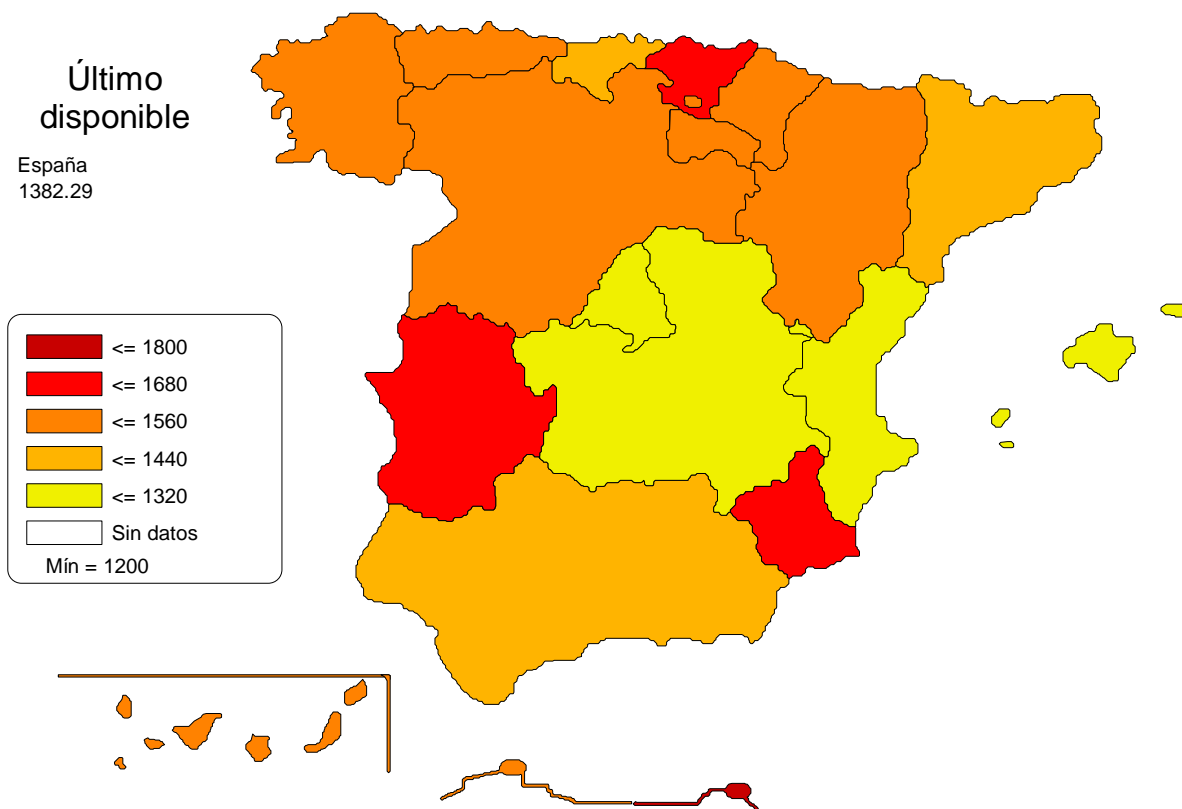 Último
disponible
España
1382.29
<= 1800
<= 1680
<= 1560
<= 1440
<= 1320
Sin datos
Mín = 1200